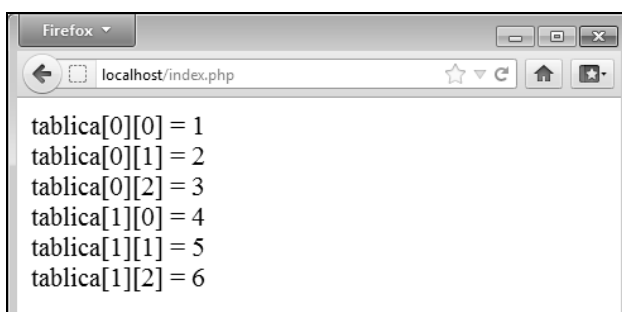 Firefox
localhost/index.php
tablica[0][0] = 1
tablica[0][1] = 2
tablica[0][2] = 3
tablica[1][0] = 4
tablica[1][1] = 5
tablica[1][2] = 6